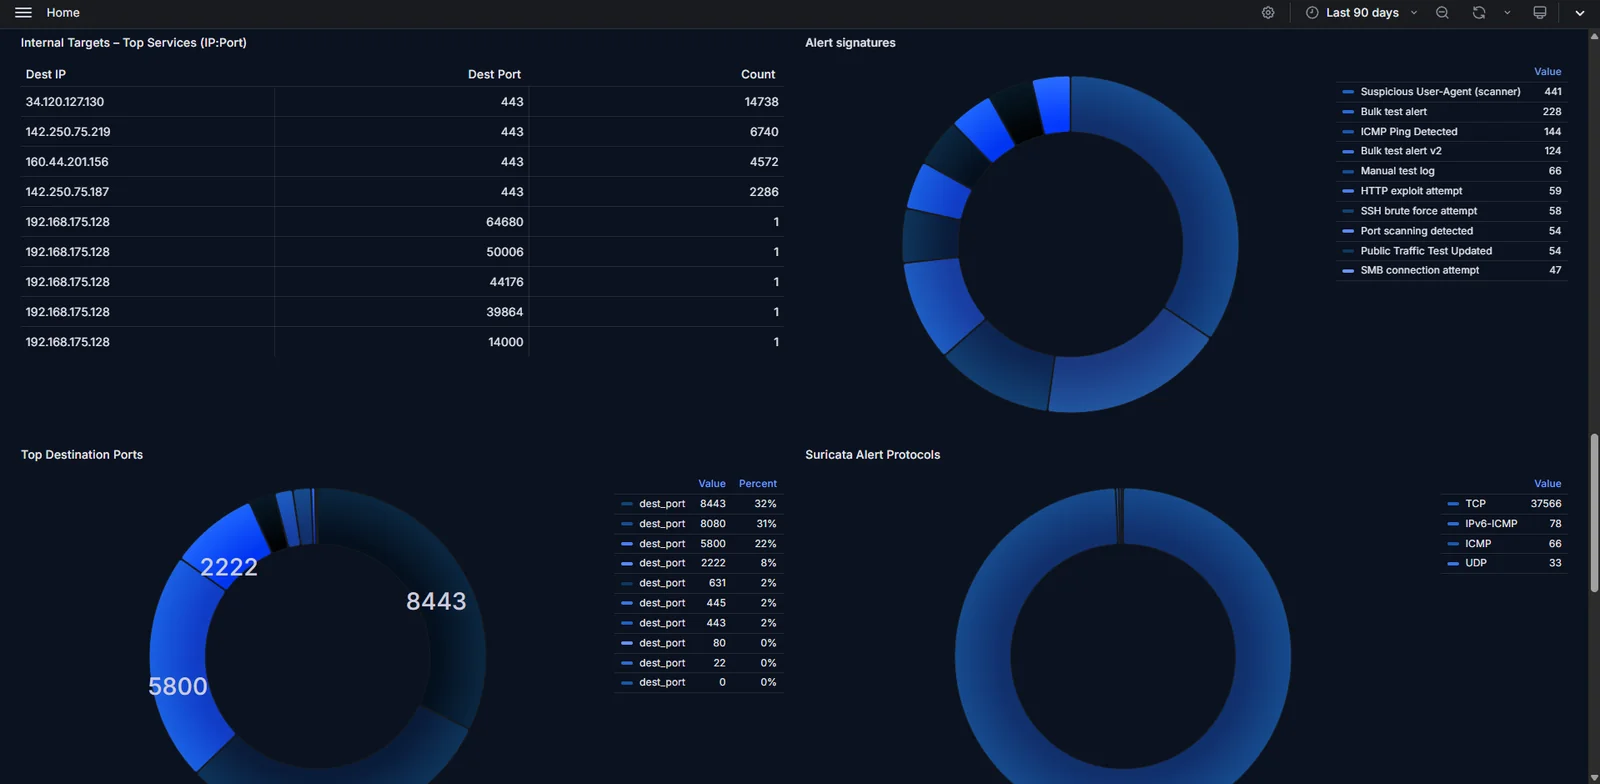 Home
Last 90 days
Internal Targets – Top Services (IP:Port)
Dest IP Dest Port Count
34.120.127.130 443 14738
142.250.75.219 443 6740
160.44.201.156 443 4572
142.250.75.187 443 2286
192.168.175.128 64680 1
192.168.175.128 50006 1
192.168.175.128 44176 1
192.168.175.128 39864 1
192.168.175.128 14000 1
Alert signatures
Value
Suspicious User-Agent (scanner) 441
Bulk test alert 228
ICMP Ping Detected 144
Bulk test alert v2 124
Manual test log 66
HTTP exploit attempt 59
SSH brute force attempt 58
Port scanning detected 54
Public Traffic Test Updated 54
SMB connection attempt 47
Top Destination Ports
2222
8443
5800
Value Percent
dest_port 8443 32%
dest_port 8080 31%
dest_port 5800 22%
dest_port 2222 8%
dest_port 631 2%
dest_port 445 2%
dest_port 443 2%
dest_port 80 0%
dest_port 22 0%
dest_port 0 0%
Suricata Alert Protocols
Value
TCP 37566
IPv6-ICMP 78
ICMP 66
UDP 33